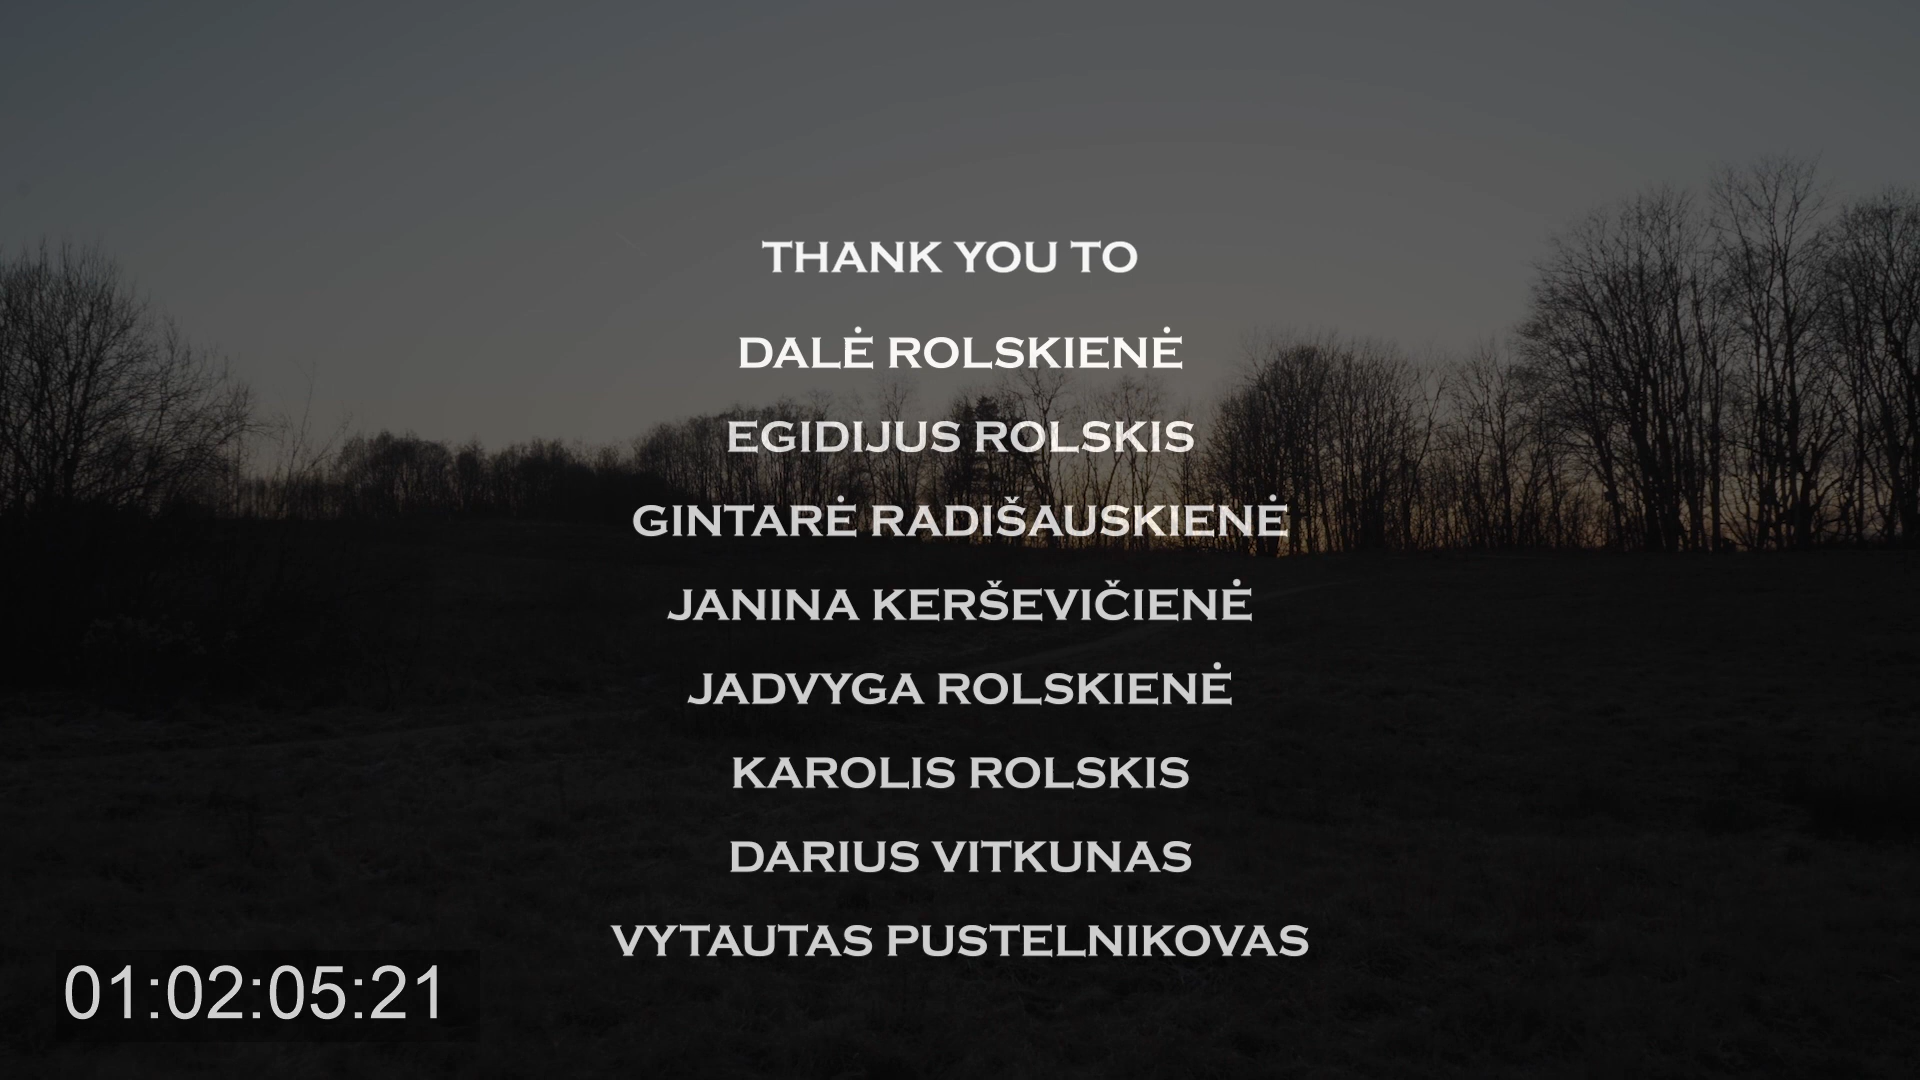 THANK YOU TO
DALĖ ROLSKIENĖ
EGIDIJUS ROLSKIS
GINTARĖ RADIŠAUSKIENĖ
JANINA KERŠEVIČIENĖ
JADVYGA ROLSKIENĖ
KAROLIS ROLSKIS
DARIUS VITKUNAS
VYTAUTAS PUSTELNIKOVAS
01:02:05:21